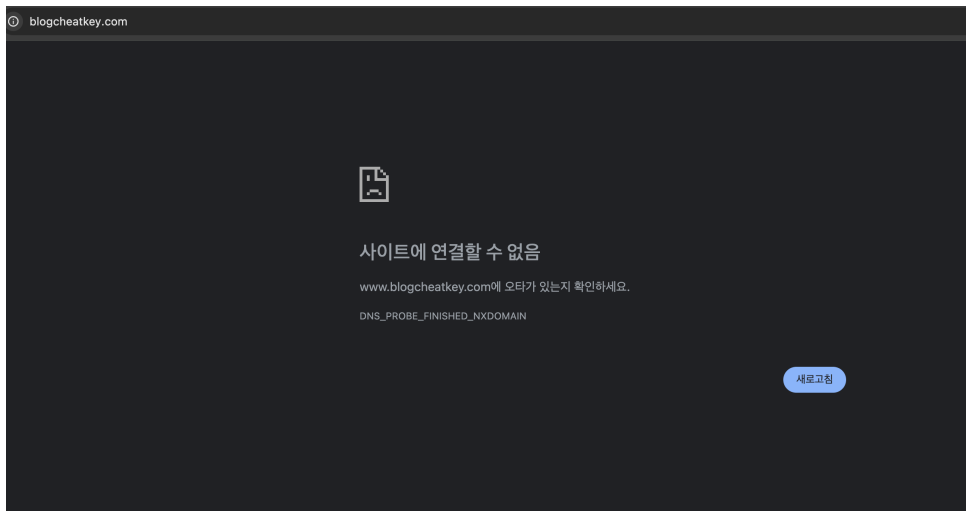 blogcheatkey.com
사이트에 연결할 수 없음
www.blogcheatkey.com에 오타가 있는지 확인하세요.
DNS_PROBE_FINISHED_NXDOMAIN
새로고침